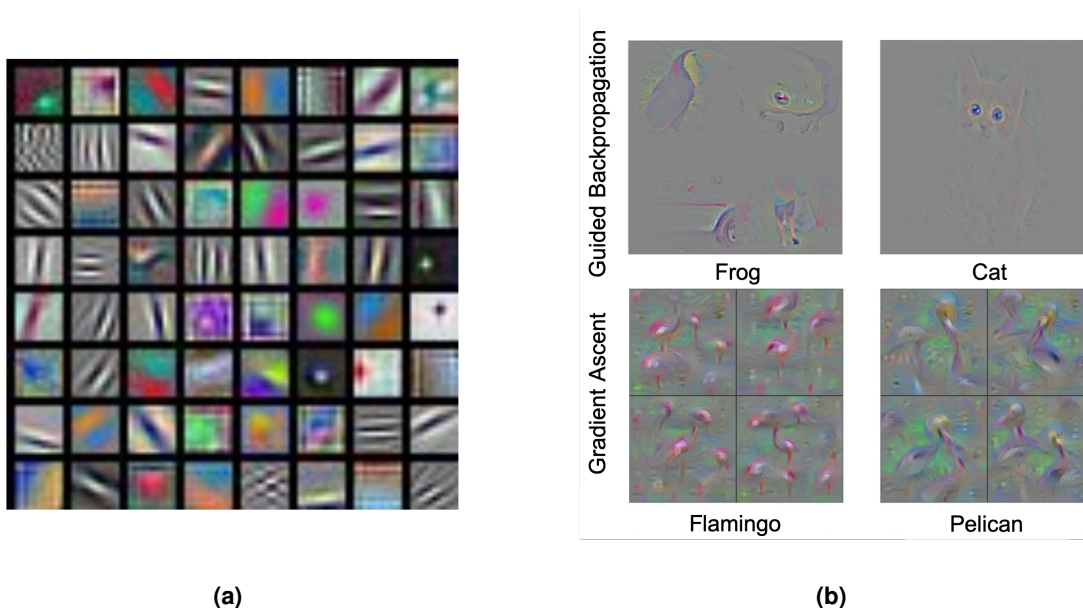 Guided Backpropagation
Frog
Cat
Gradient Ascent
Flamingo
Pelican
(a)
(b)